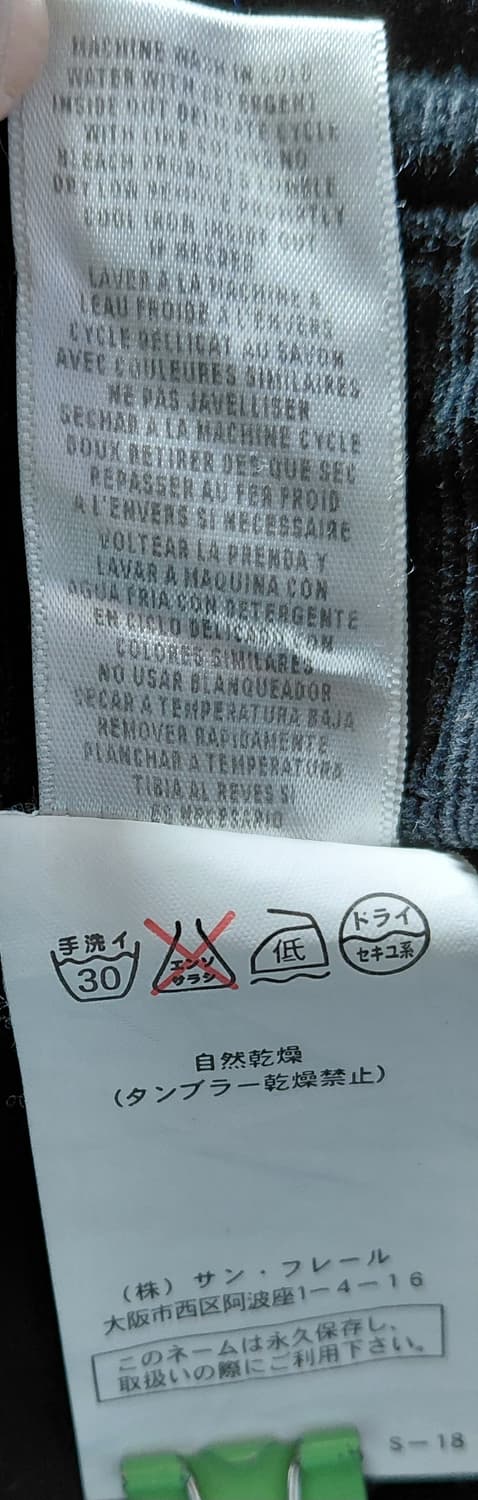 MACHINE WASH IN COLD
WATER WITH DETERGENT
INSIDE OUT DELICATE CYCLE
WITH LIKE COLORS NO
BLEACH PRODUCTS TUMBLE
DRY LOW REMOVE PROMPTLY
COOL IRON INSIDE OUT
IF NEEDED
LAVER A LA MACHINE A
LEAU FROIDE A L'ENVERS
CYCLE DELLICAT AU SAVON
AVEC COULEURES SIMILAIRES
NE PAS JAVELLISER
SECHAR A LA MACHINE CYCLE
DOUX RETIRER DES QUE SEC
REPASSER AU FER FROID
A L'ENVERS SI NECESSAIRE
VOLTEAR LA PRENDA Y
LAVAR A MAQUINA CON
AGUA FRIA CON DETERGENTE
EN CICLO DELICADO CON
COLORES SIMILARES
NO USAR BLANQUEADOR
SECAR A TEMPERATURA BAJA
REMOVER RAPIDAMENTE
PLANCHAR A TEMPERATURA
TIBIA AL REVES SI
ES NECESARIO
手洗イ
30
エンソ
サラシ
低
ドライ
セキユ系
自然乾燥
(タンブラー乾燥禁止)
(株) サン・フレール
大阪市西区阿波座1-4-16
このネームは永久保存し、
取扱いの際にご利用下さい。
S-18